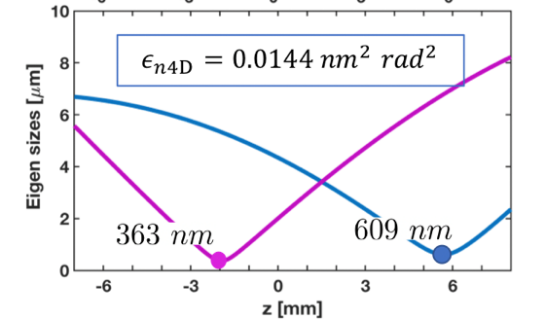 10
ϵn4D = 0.0144 nm² rad²
8
6
4
2
0
Eigen sizes [μm]
363 nm
609 nm
-6 -3 0 3 6
z [mm]